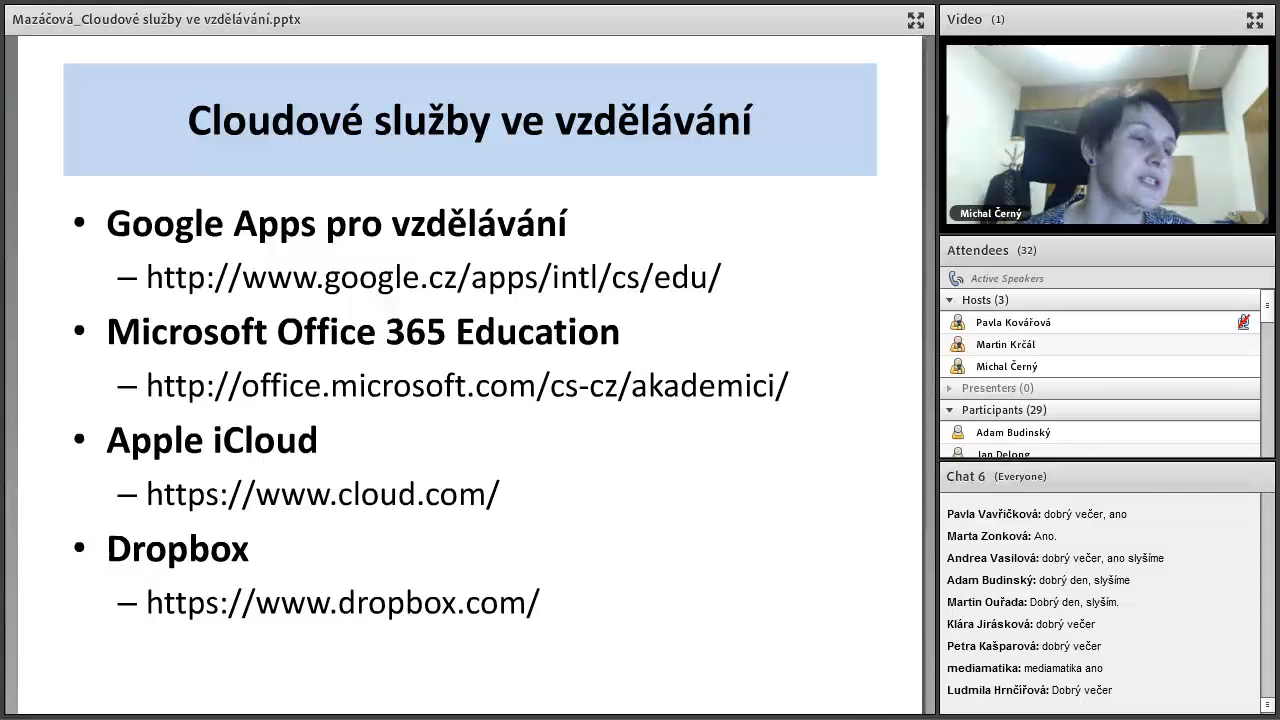 Mazáčová_Cloudové služby ve vzdělávání.pptx
Cloudové služby ve vzdělávání
• Google Apps pro vzdělávání
– http://www.google.cz/apps/intl/cs/edu/
• Microsoft Office 365 Education
– http://office.microsoft.com/cs-cz/akademici/
• Apple iCloud
– https://www.cloud.com/
• Dropbox
– https://www.dropbox.com/
Video (1)
Michal Černý
Attendees (32)
Active Speakers
Hosts (3)
Pavla Kovářová
Martin Krčál
Michal Černý
Presenters (0)
Participants (29)
Adam Budinský
Jan Delong
Chat 6 (Everyone)
Pavla Vavřičková: dobrý večer, ano
Marta Zonková: Ano.
Andrea Vasilová: dobrý večer, ano slyšíme
Adam Budinský: dobrý den, slyšíme
Martin Ouřada: Dobrý den, slyším.
Klára Jirásková: dobrý večer
Petra Kašparová: dobrý večer
mediamatika: mediamatika ano
Ludmila Hrnčířová: Dobrý večer